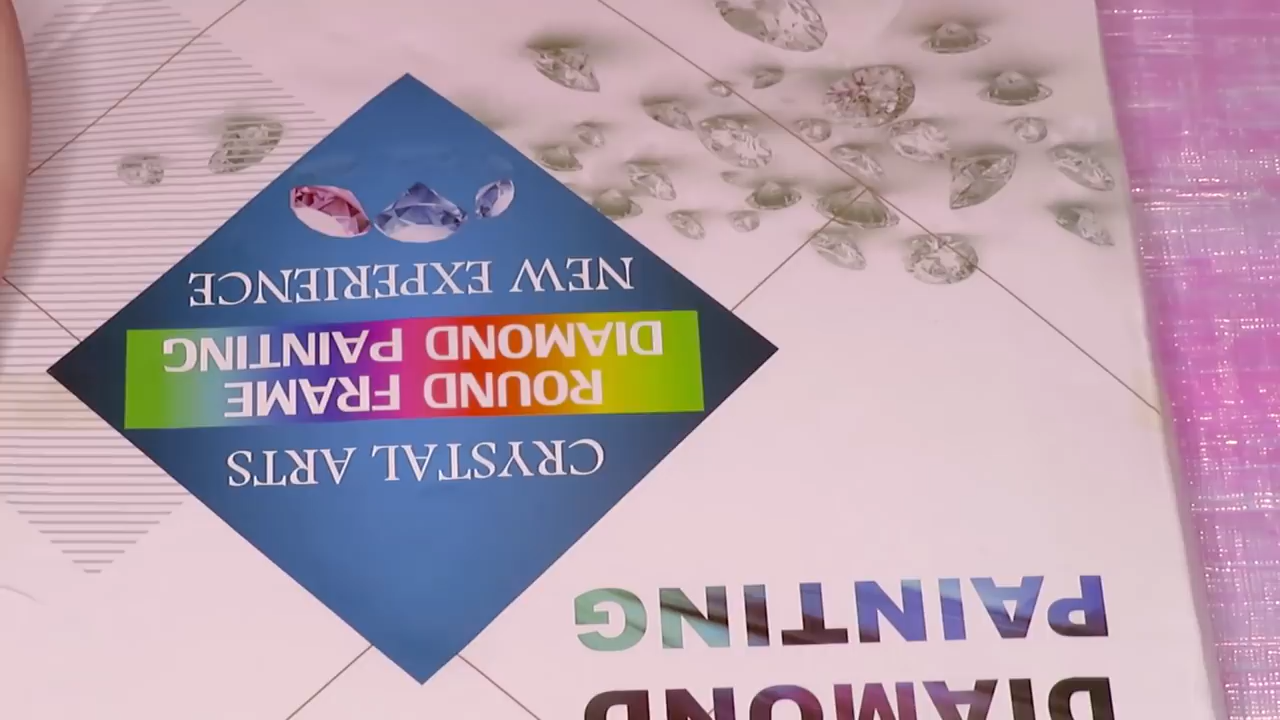 DIAMOND
PAINTING
CRYSTAL ARTS
ROUND FRAME
DIAMOND PAINTING
NEW EXPERIENCE